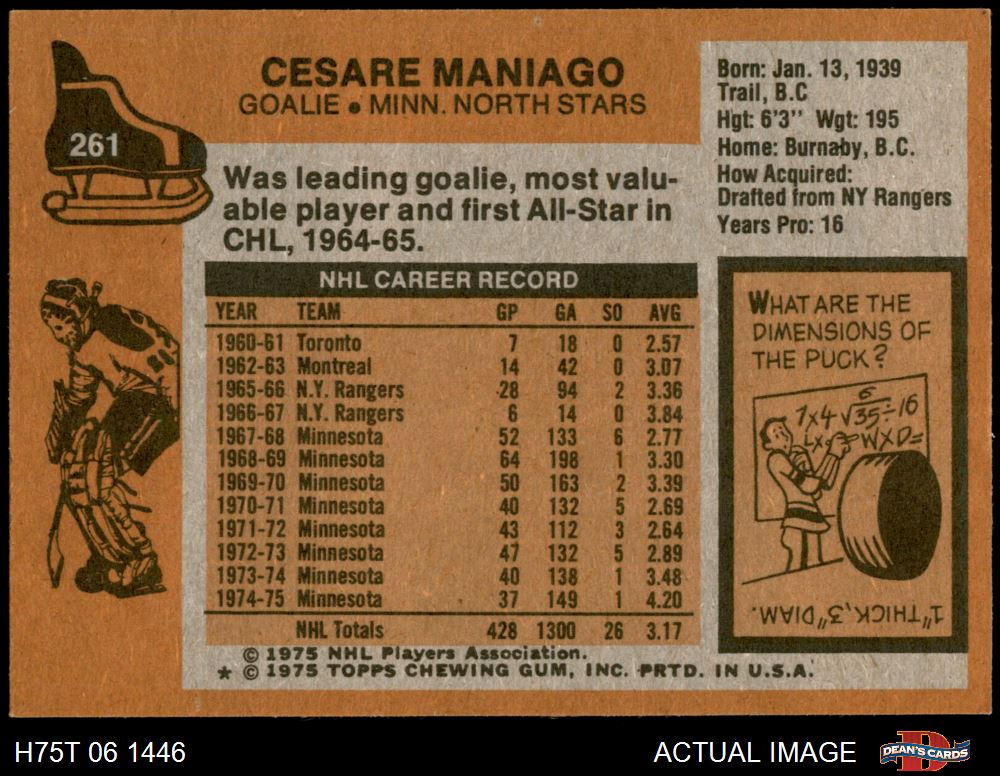 261
CESARE MANIAGO
GOALIE • MINN. NORTH STARS
Was leading goalie, most valu-
able player and first All-Star in
CHL, 1964-65.
Born: Jan. 13, 1939
Trail, B.C
Hgt: 6'3" Wgt: 195
Home: Burnaby, B.C.
How Acquired:
Drafted from NY Rangers
Years Pro: 16
NHL CAREER RECORD
YEAR TEAM GP GA SO AVG
1960-61 Toronto 7 18 0 2.57
1962-63 Montreal 14 42 0 3.07
1965-66 N.Y. Rangers 28 94 2 3.36
1966-67 N.Y. Rangers 6 14 0 3.84
1967-68 Minnesota 52 133 6 2.77
1968-69 Minnesota 64 198 1 3.30
1969-70 Minnesota 50 163 2 3.39
1970-71 Minnesota 40 132 5 2.69
1971-72 Minnesota 43 112 3 2.64
1972-73 Minnesota 47 132 5 2.89
1973-74 Minnesota 40 138 1 3.48
1974-75 Minnesota 37 149 1 4.20
NHL Totals 428 1300 26 3.17
© 1975 NHL Players Association.
* © 1975 TOPPS CHEWING GUM, INC. PRTD. IN U.S.A.
WHAT ARE THE
DIMENSIONS OF
THE PUCK?
6
7x4 √35÷16
WXD=
1" THICK, 3" DIAM.
H75T 06 1446
ACTUAL IMAGE
DEAN'S CARDS